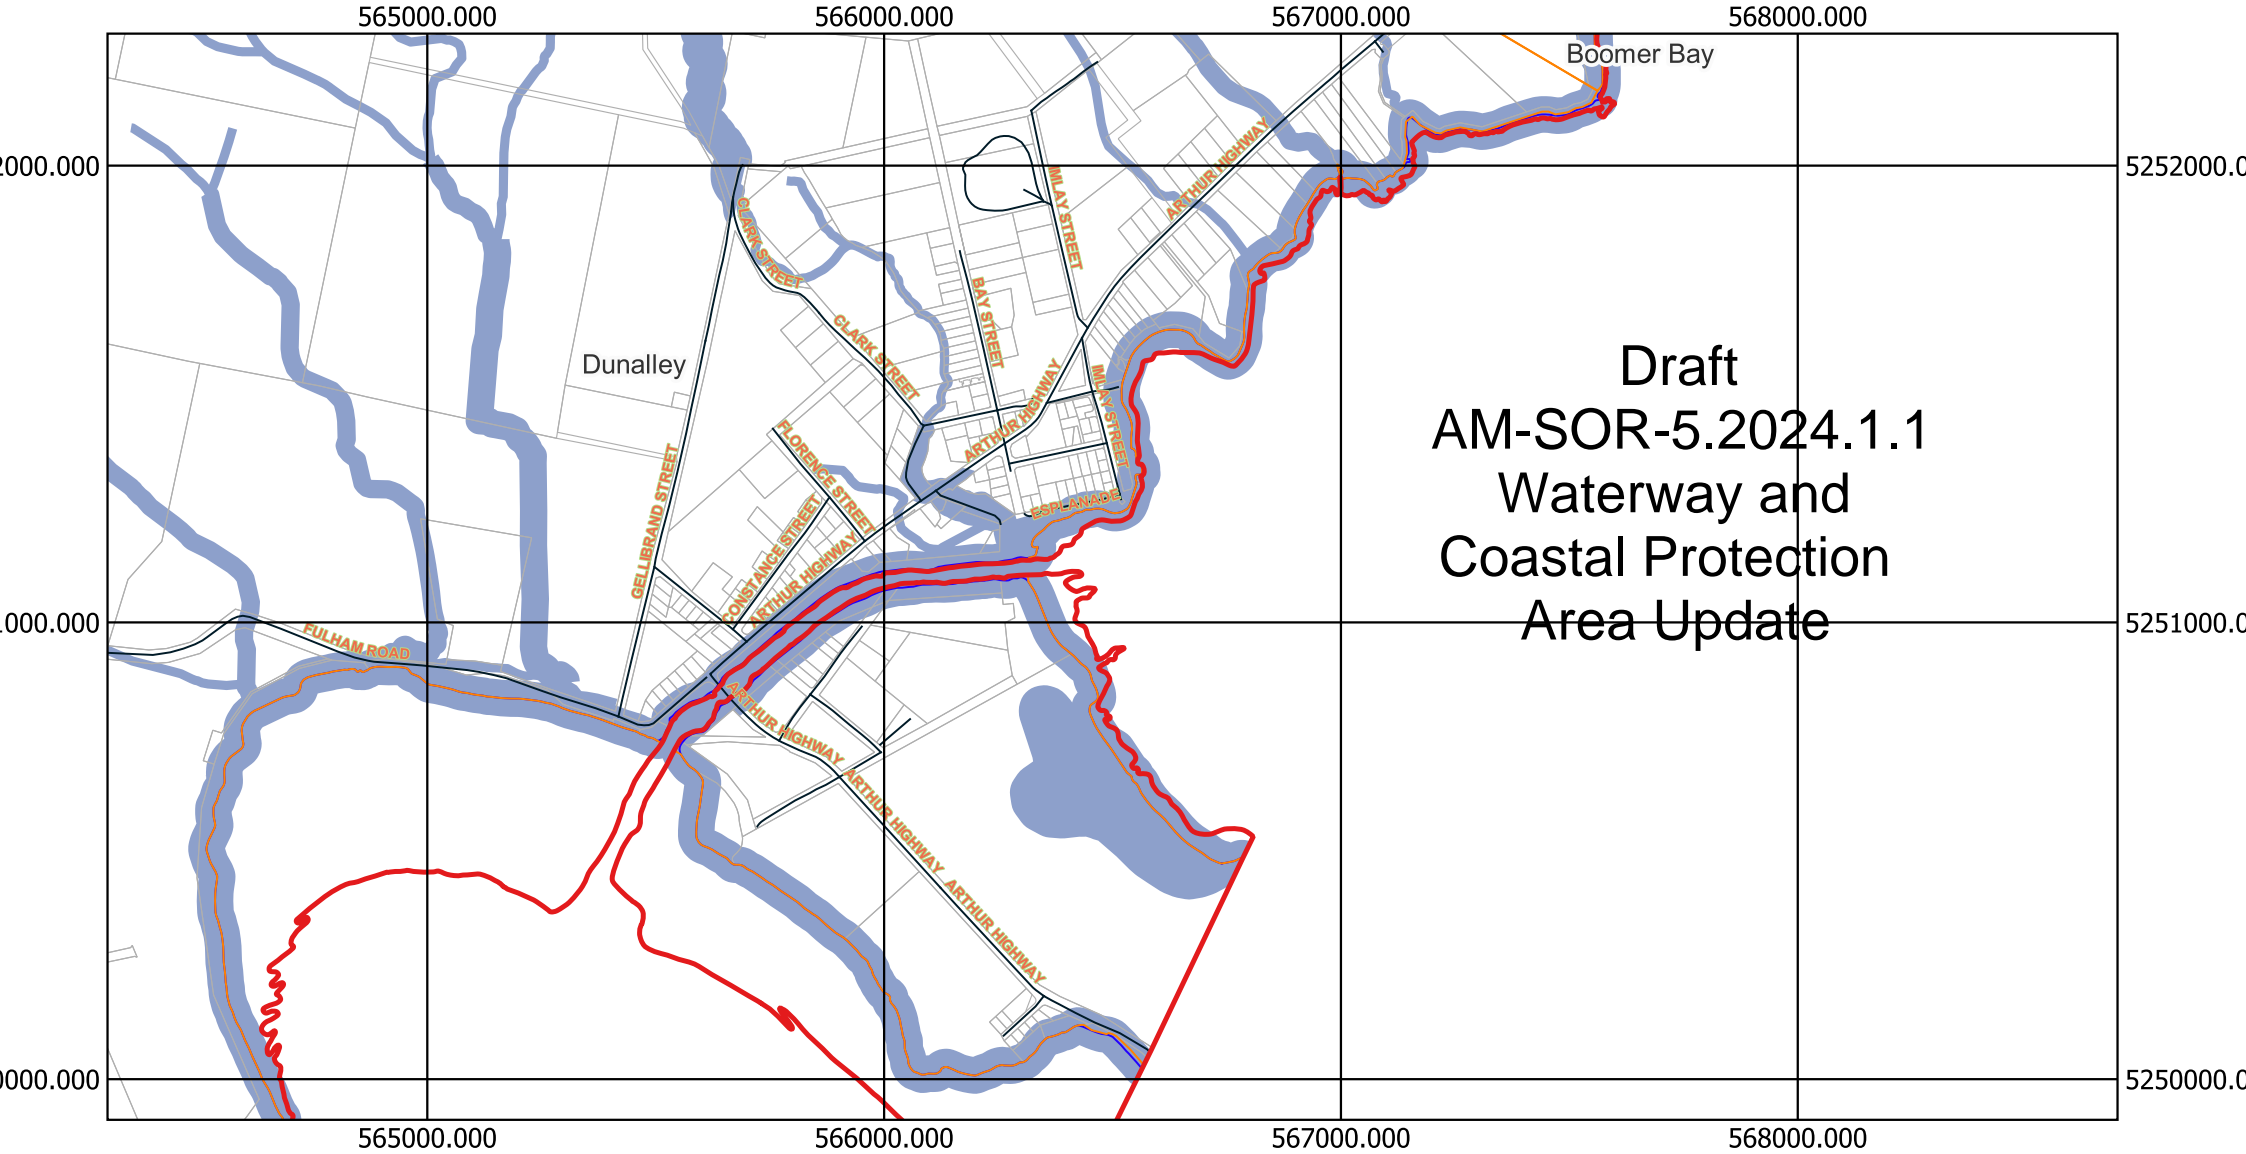 565000.000 566000.000 567000.000 568000.000
Boomer Bay
2000.000
5252000.0
ARTHUR HIGHWAY
IMLAY STREET
CLARK STREET
BAY STREET
CLARK STREET
Dunalley
IMLAY STREET
ARTHUR HIGHWAY
FLORENCE STREET
GELLIBRAND STREET
CONSTANCE STREET
ESPLANADE
ARTHUR HIGHWAY
Draft
AM-SOR-5.2024.1.1
Waterway and
Coastal Protection
Area Update
000.000
5251000.0
FULHAM ROAD
ARTHUR HIGHWAY
ARTHUR HIGHWAY
ARTHUR HIGHWAY
0000.000
5250000.0
565000.000 566000.000 567000.000 568000.000